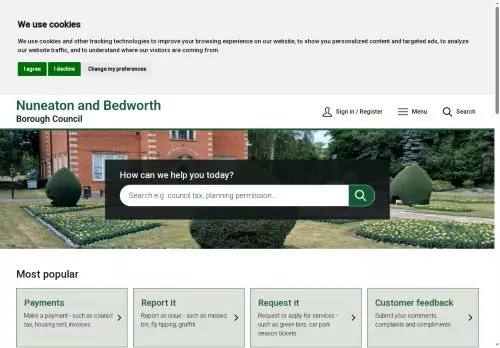 We use cookies
We use cookies and other tracking technologies to improve your browsing experience on our website, to show you personalized content and targeted ads, to analyze
our website traffic, and to understand where our visitors are coming from.
I agree
I decline
Change my preferences
Nuneaton and Bedworth
Borough Council
Sign in / Register
Menu
Search
How can we help you today?
Search e.g. council tax, planning permission...
Most popular
Payments
Make a payment - such as council
tax, housing rent, invoices
Report it
Report an issue - such as missed
bin, fly tipping, graffiti
Request it
Request or apply for services -
such as green bins, car park
season tickets
Customer feedback
Submit your comments,
complaints and compliments